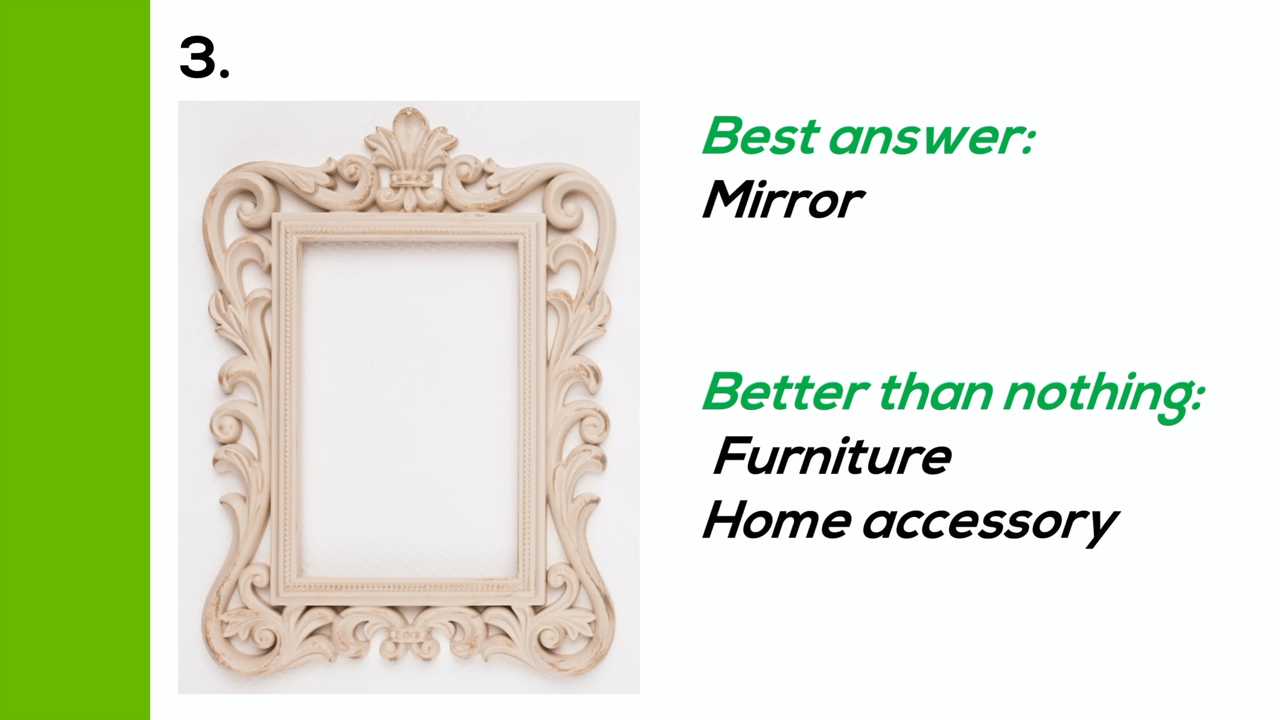 3.
Best answer:
Mirror
Better than nothing:
Furniture
Home accessory